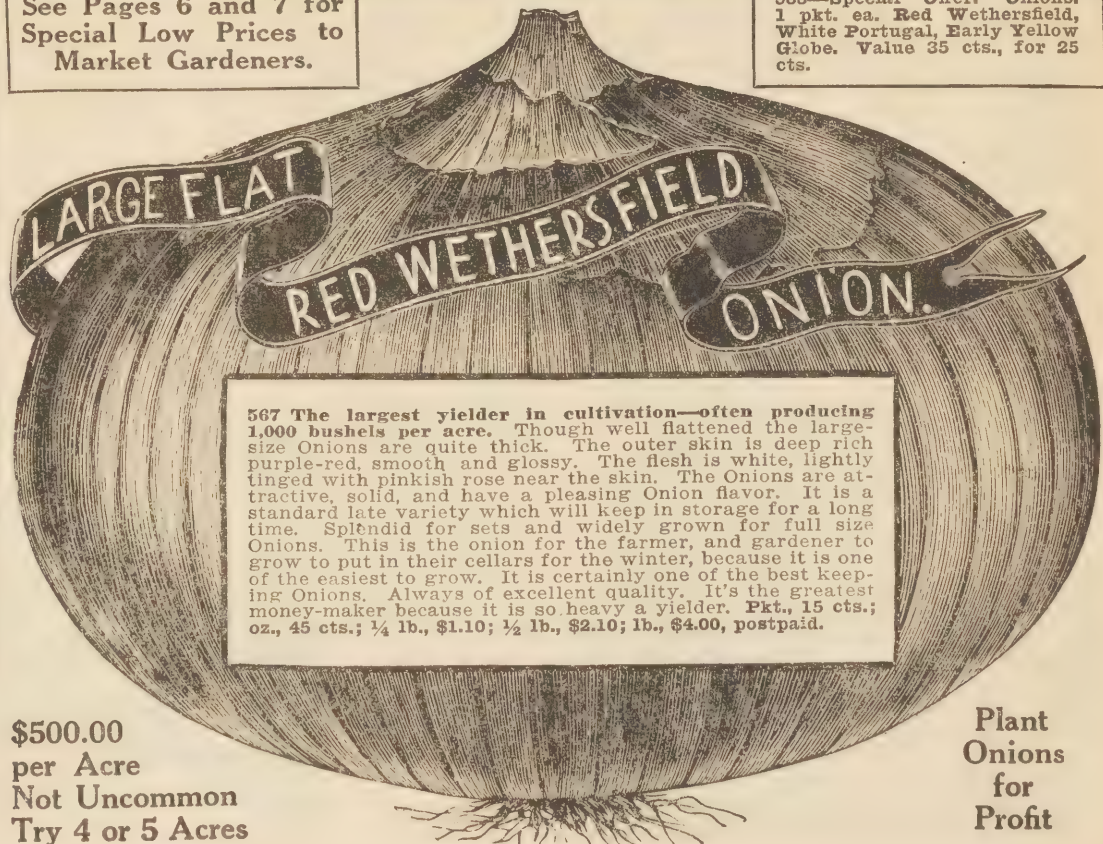 See Pages 6 and 7 for
Special Low Prices to
Market Gardeners.
Special Offer. Onions.
1 pkt. ea. Red Wethersfield,
White Portugal, Early Yellow
Globe. Value 35 cts., for 25
cts.
LARGE FLAT
RED WETHERSFIELD
ONION.
567 The largest yielder in cultivation—often producing
1,000 bushels per acre. Though well flattened the large-
size Onions are quite thick. The outer skin is deep rich
purple-red, smooth and glossy. The flesh is white, lightly
tinged with pinkish rose near the skin. The Onions are at-
tractive, solid, and have a pleasing Onion flavor. It is a
standard late variety which will keep in storage for a long
time. Splendid for sets and widely grown for full size
Onions. This is the onion for the farmer, and gardener to
grow to put in their cellars for the winter, because it is one
of the easiest to grow. It is certainly one of the best keep-
ing Onions. Always of excellent quality. It's the greatest
money-maker because it is so heavy a yielder. Pkt., 15 cts.;
oz., 45 cts.; ¼ lb., $1.10; ½ lb., $2.10; lb., $4.00, postpaid.
$500.00
per Acre
Not Uncommon
Try 4 or 5 Acres
Plant
Onions
for
Profit